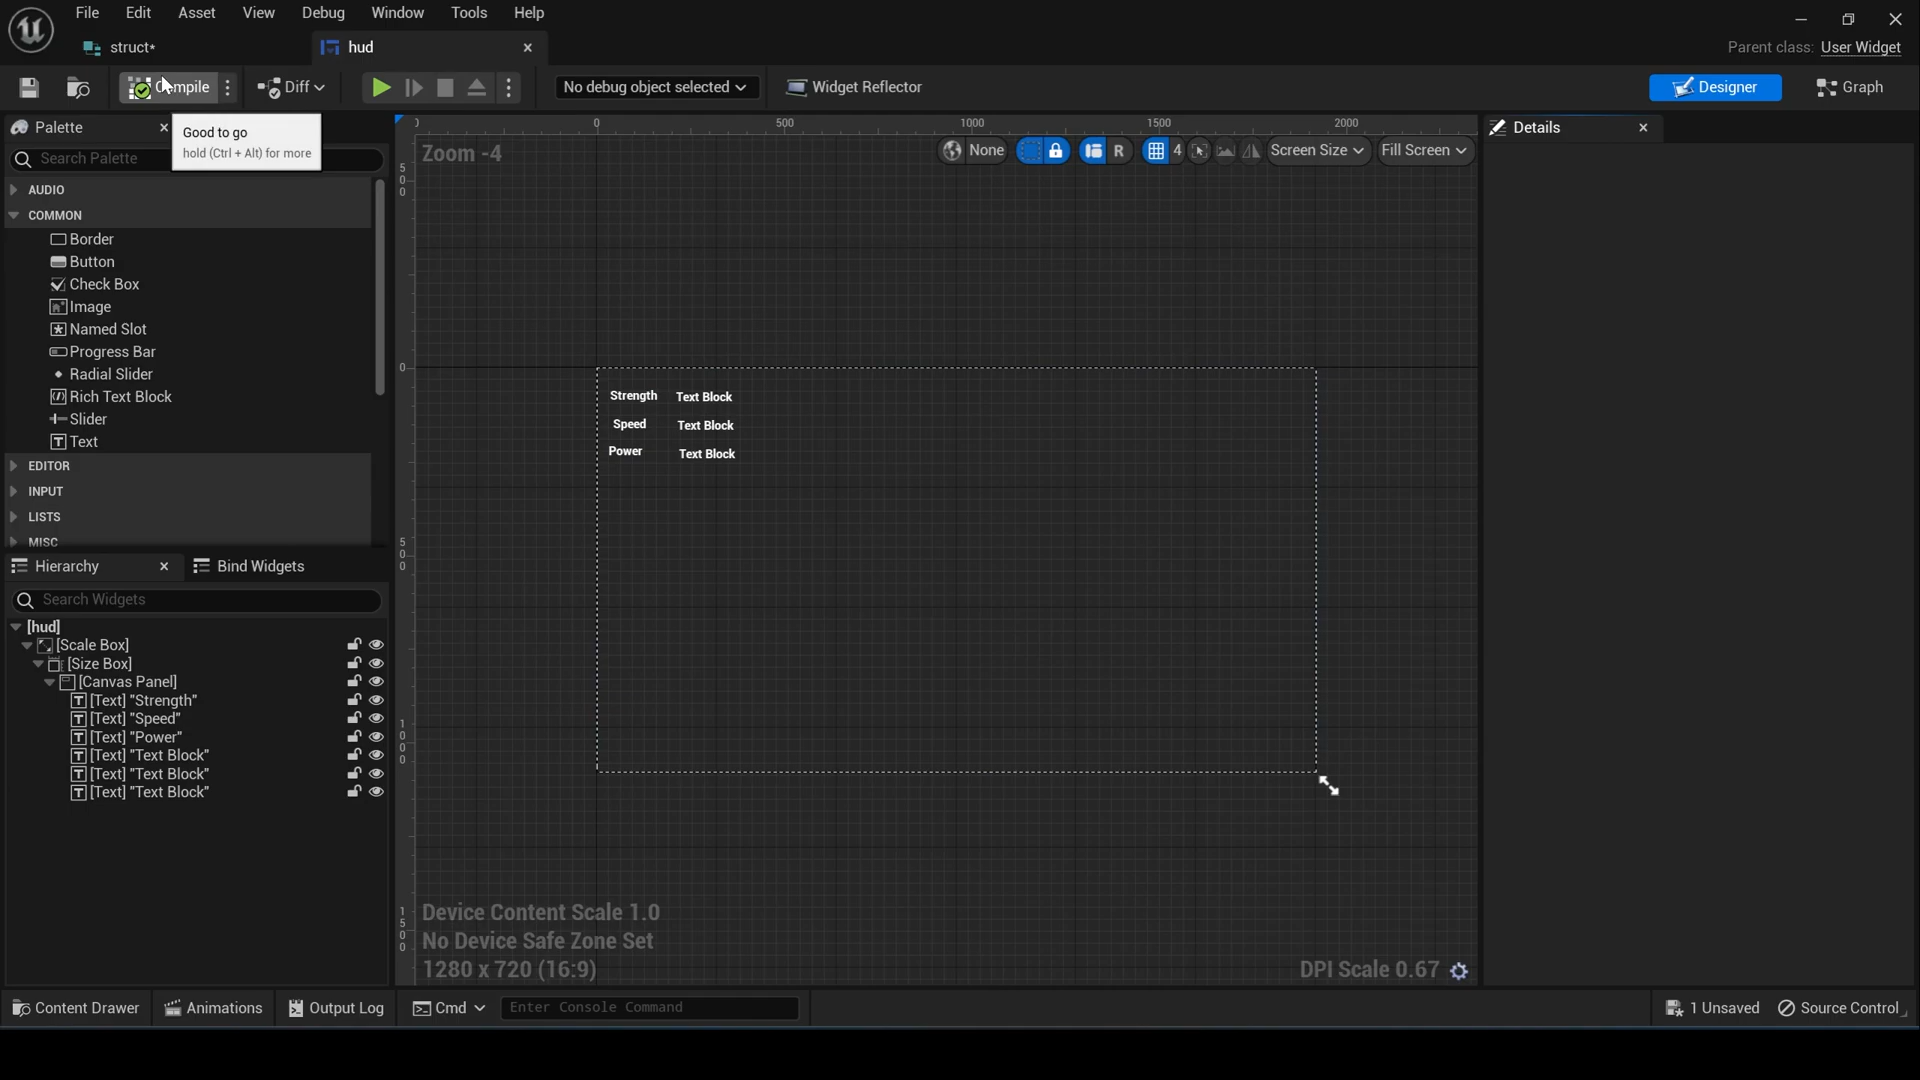 File Edit Asset View Debug Window Tools Help
struct*
hud
Parent class: User Widget
Compile
Diff
No debug object selected
Widget Reflector
Designer
Graph
Palette
Good to go
hold (Ctrl + Alt) for more
Search Palette
AUDIO
COMMON
Border
Button
Check Box
Image
Named Slot
Progress Bar
Radial Slider
Rich Text Block
Slider
Text
EDITOR
INPUT
LISTS
MISC
Hierarchy
Bind Widgets
Search Widgets
[hud]
[Scale Box]
[Size Box]
[Canvas Panel]
[Text] "Strength"
[Text] "Speed"
[Text] "Power"
[Text] "Text Block"
[Text] "Text Block"
[Text] "Text Block"
0 500 1000 1500 2000
Zoom -4
None
R
4
Screen Size
Fill Screen
500
0
500
1000
1500
Strength Text Block
Speed Text Block
Power Text Block
Device Content Scale 1.0
No Device Safe Zone Set
1280 x 720 (16:9)
DPI Scale 0.67
Details
Content Drawer
Animations
Output Log
Cmd
Enter Console Command
1 Unsaved
Source Control